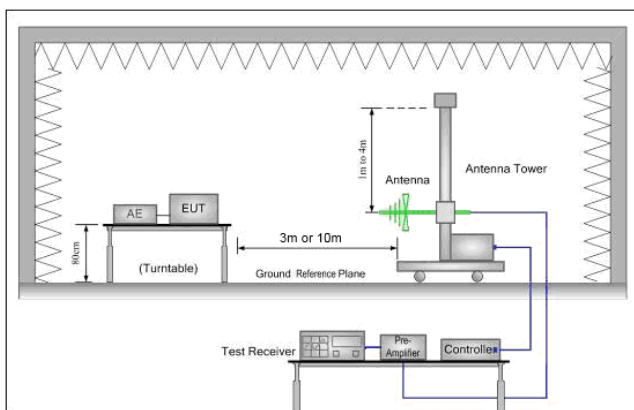 1m to 4m
Antenna
Antenna Tower
AE
EUT
80cm
(Turntable)
3m or 10m
Ground Reference Plane
Test Receiver
Pre-
Amplifier
Controller